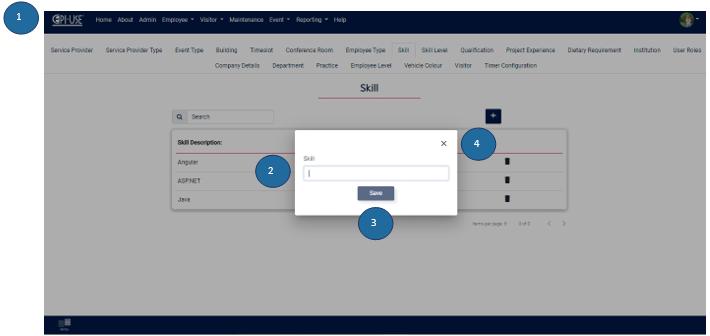 1
EPI-USE Home About Admin Employee Visitor Maintenance Event Reporting Help
Service Provider Service Provider Type Event Type Building Timeslot Conference Room Employee Type Skill Skill Level Qualification Project Experience Dietary Requirement Institution User Roles
Company Details Department Practice Employee Level Vehicle Colour Visitor Timer Configuration
Skill
Search +
Skill Description:
× 4
Skill
Angular
2
ASP.NET
Save
Java
3
Items per page: 5 0 of 0 < >